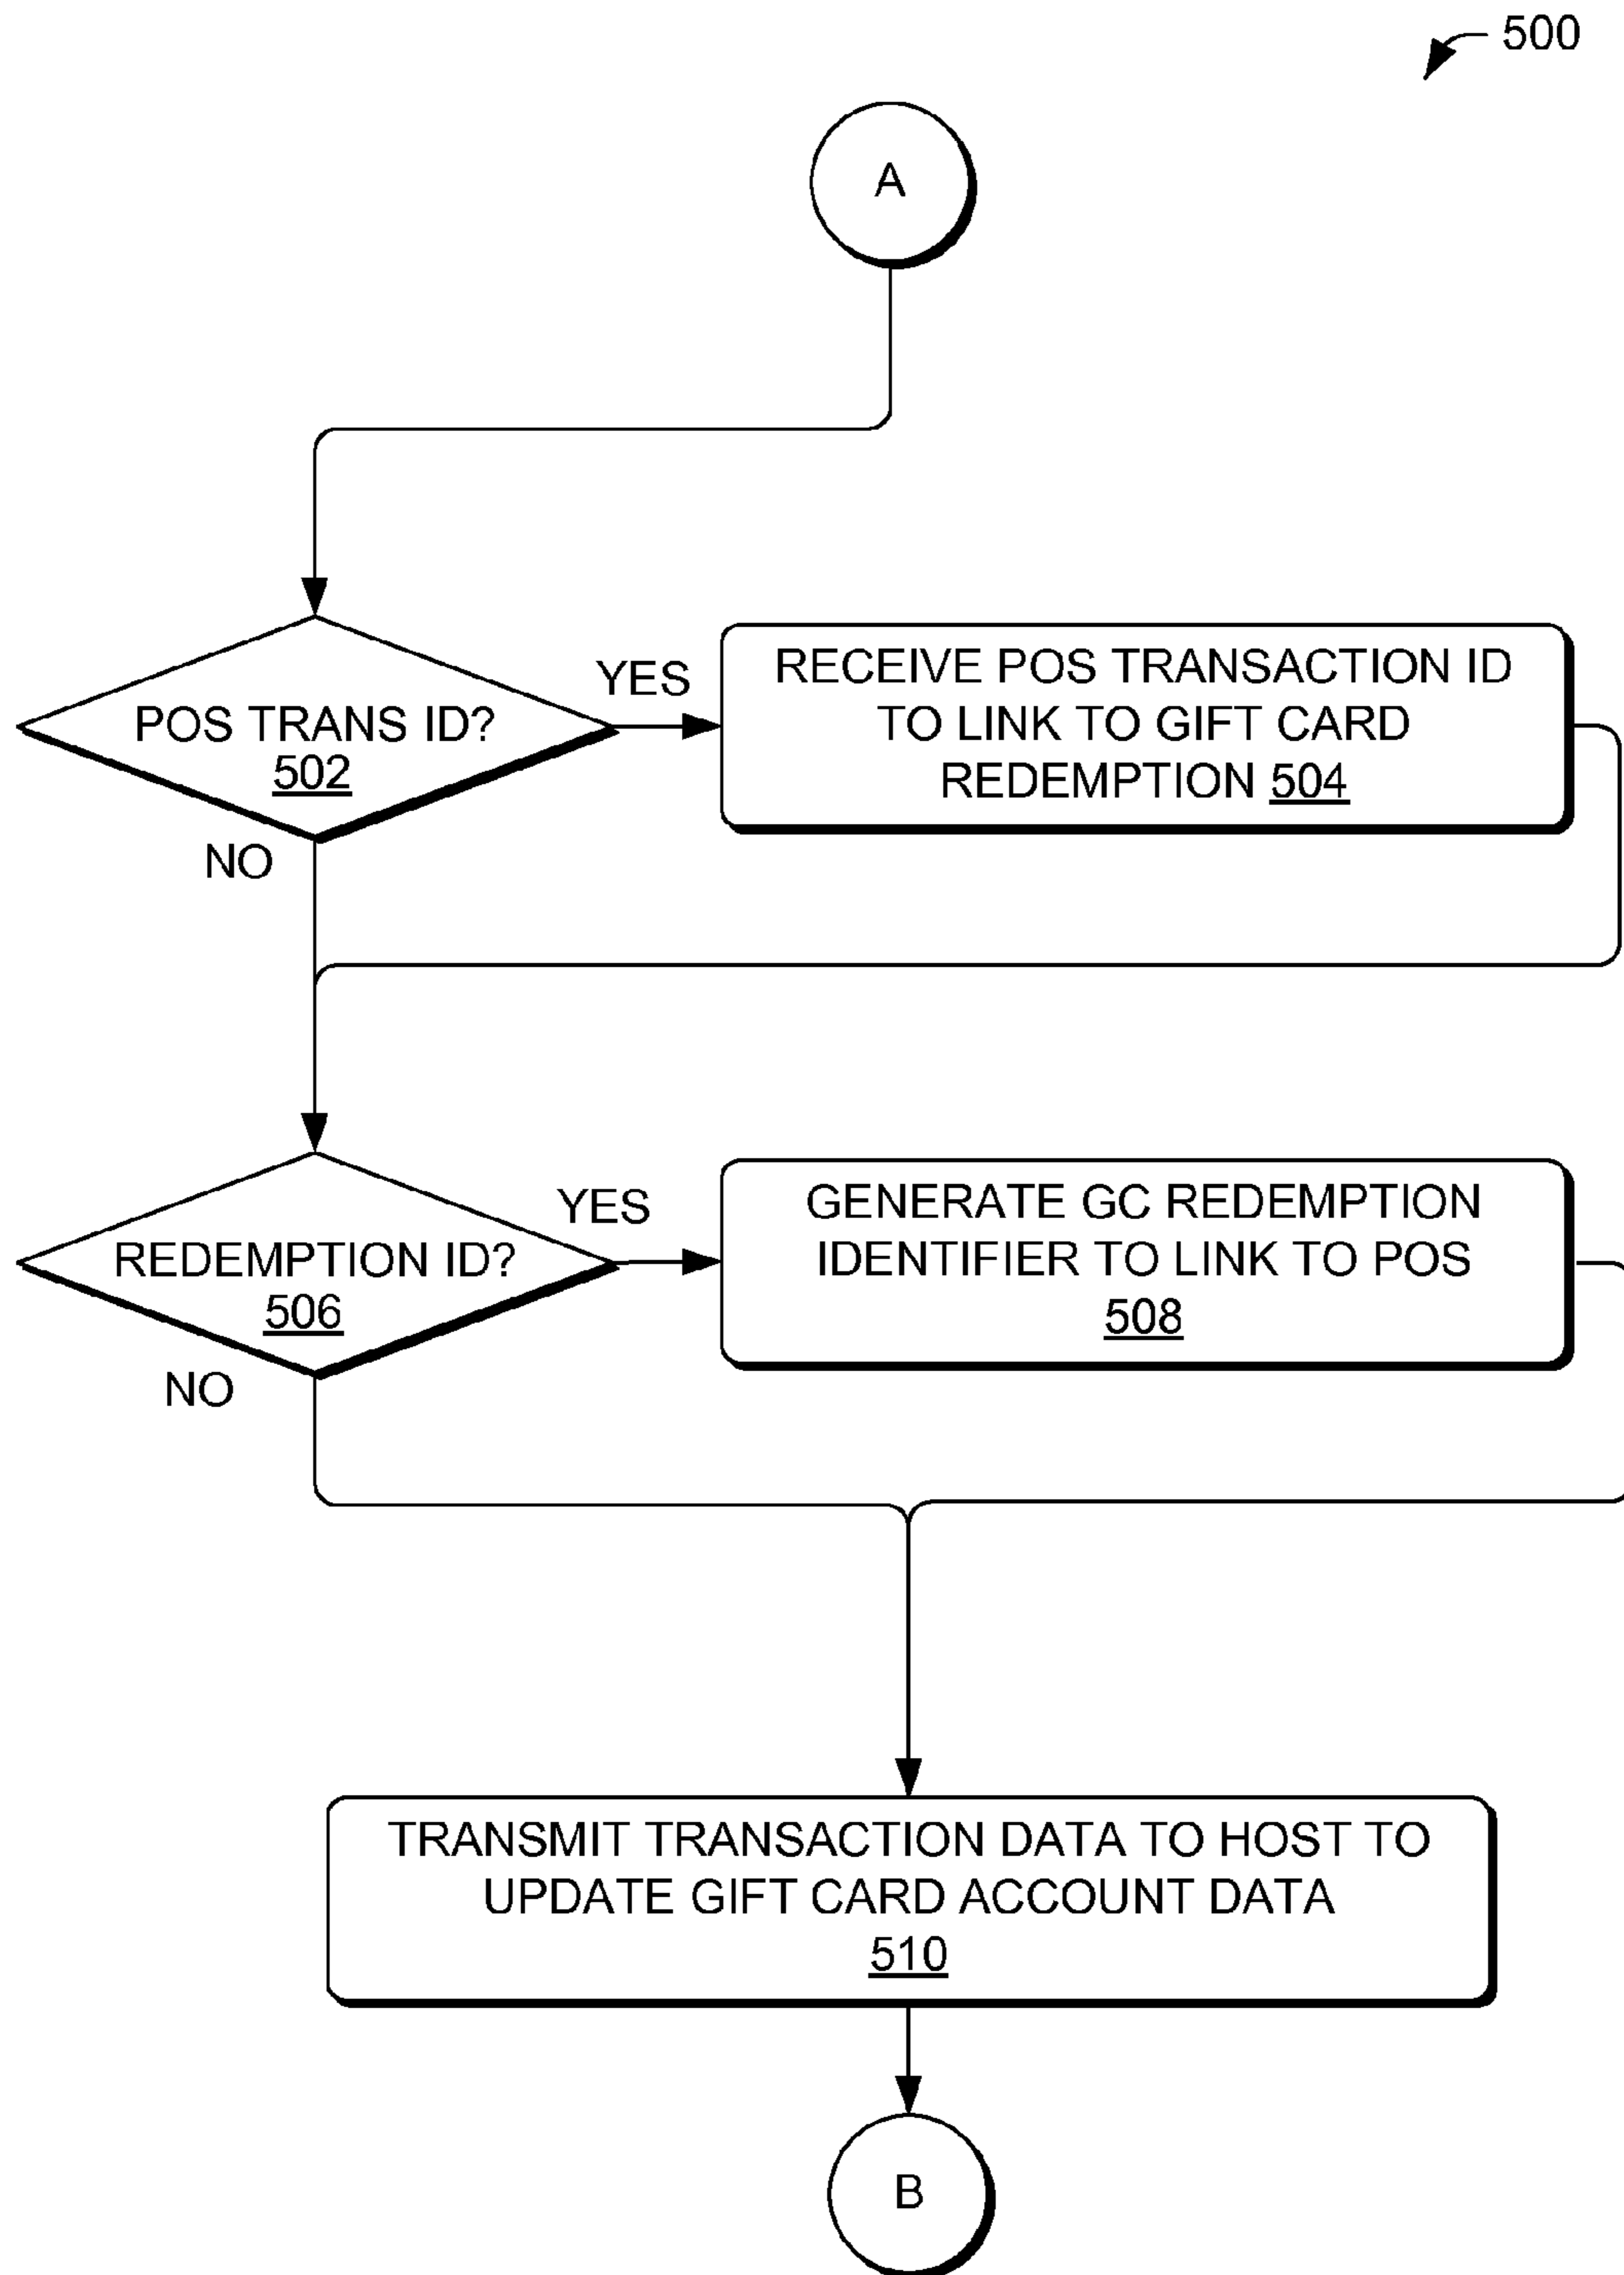 500
A
YES
RECEIVE POS TRANSACTION ID
TO LINK TO GIFT CARD
REDEMPTION 504
POS TRANS ID?
502
NO
YES
GENERATE GC REDEMPTION
IDENTIFIER TO LINK TO POS
508
REDEMPTION ID?
506
NO
TRANSMIT TRANSACTION DATA TO HOST TO
UPDATE GIFT CARD ACCOUNT DATA
510
B